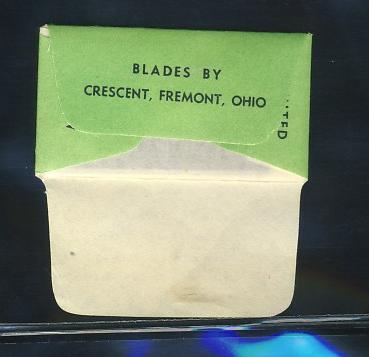 BLADES BY
CRESCENT, FREMONT, OHIO